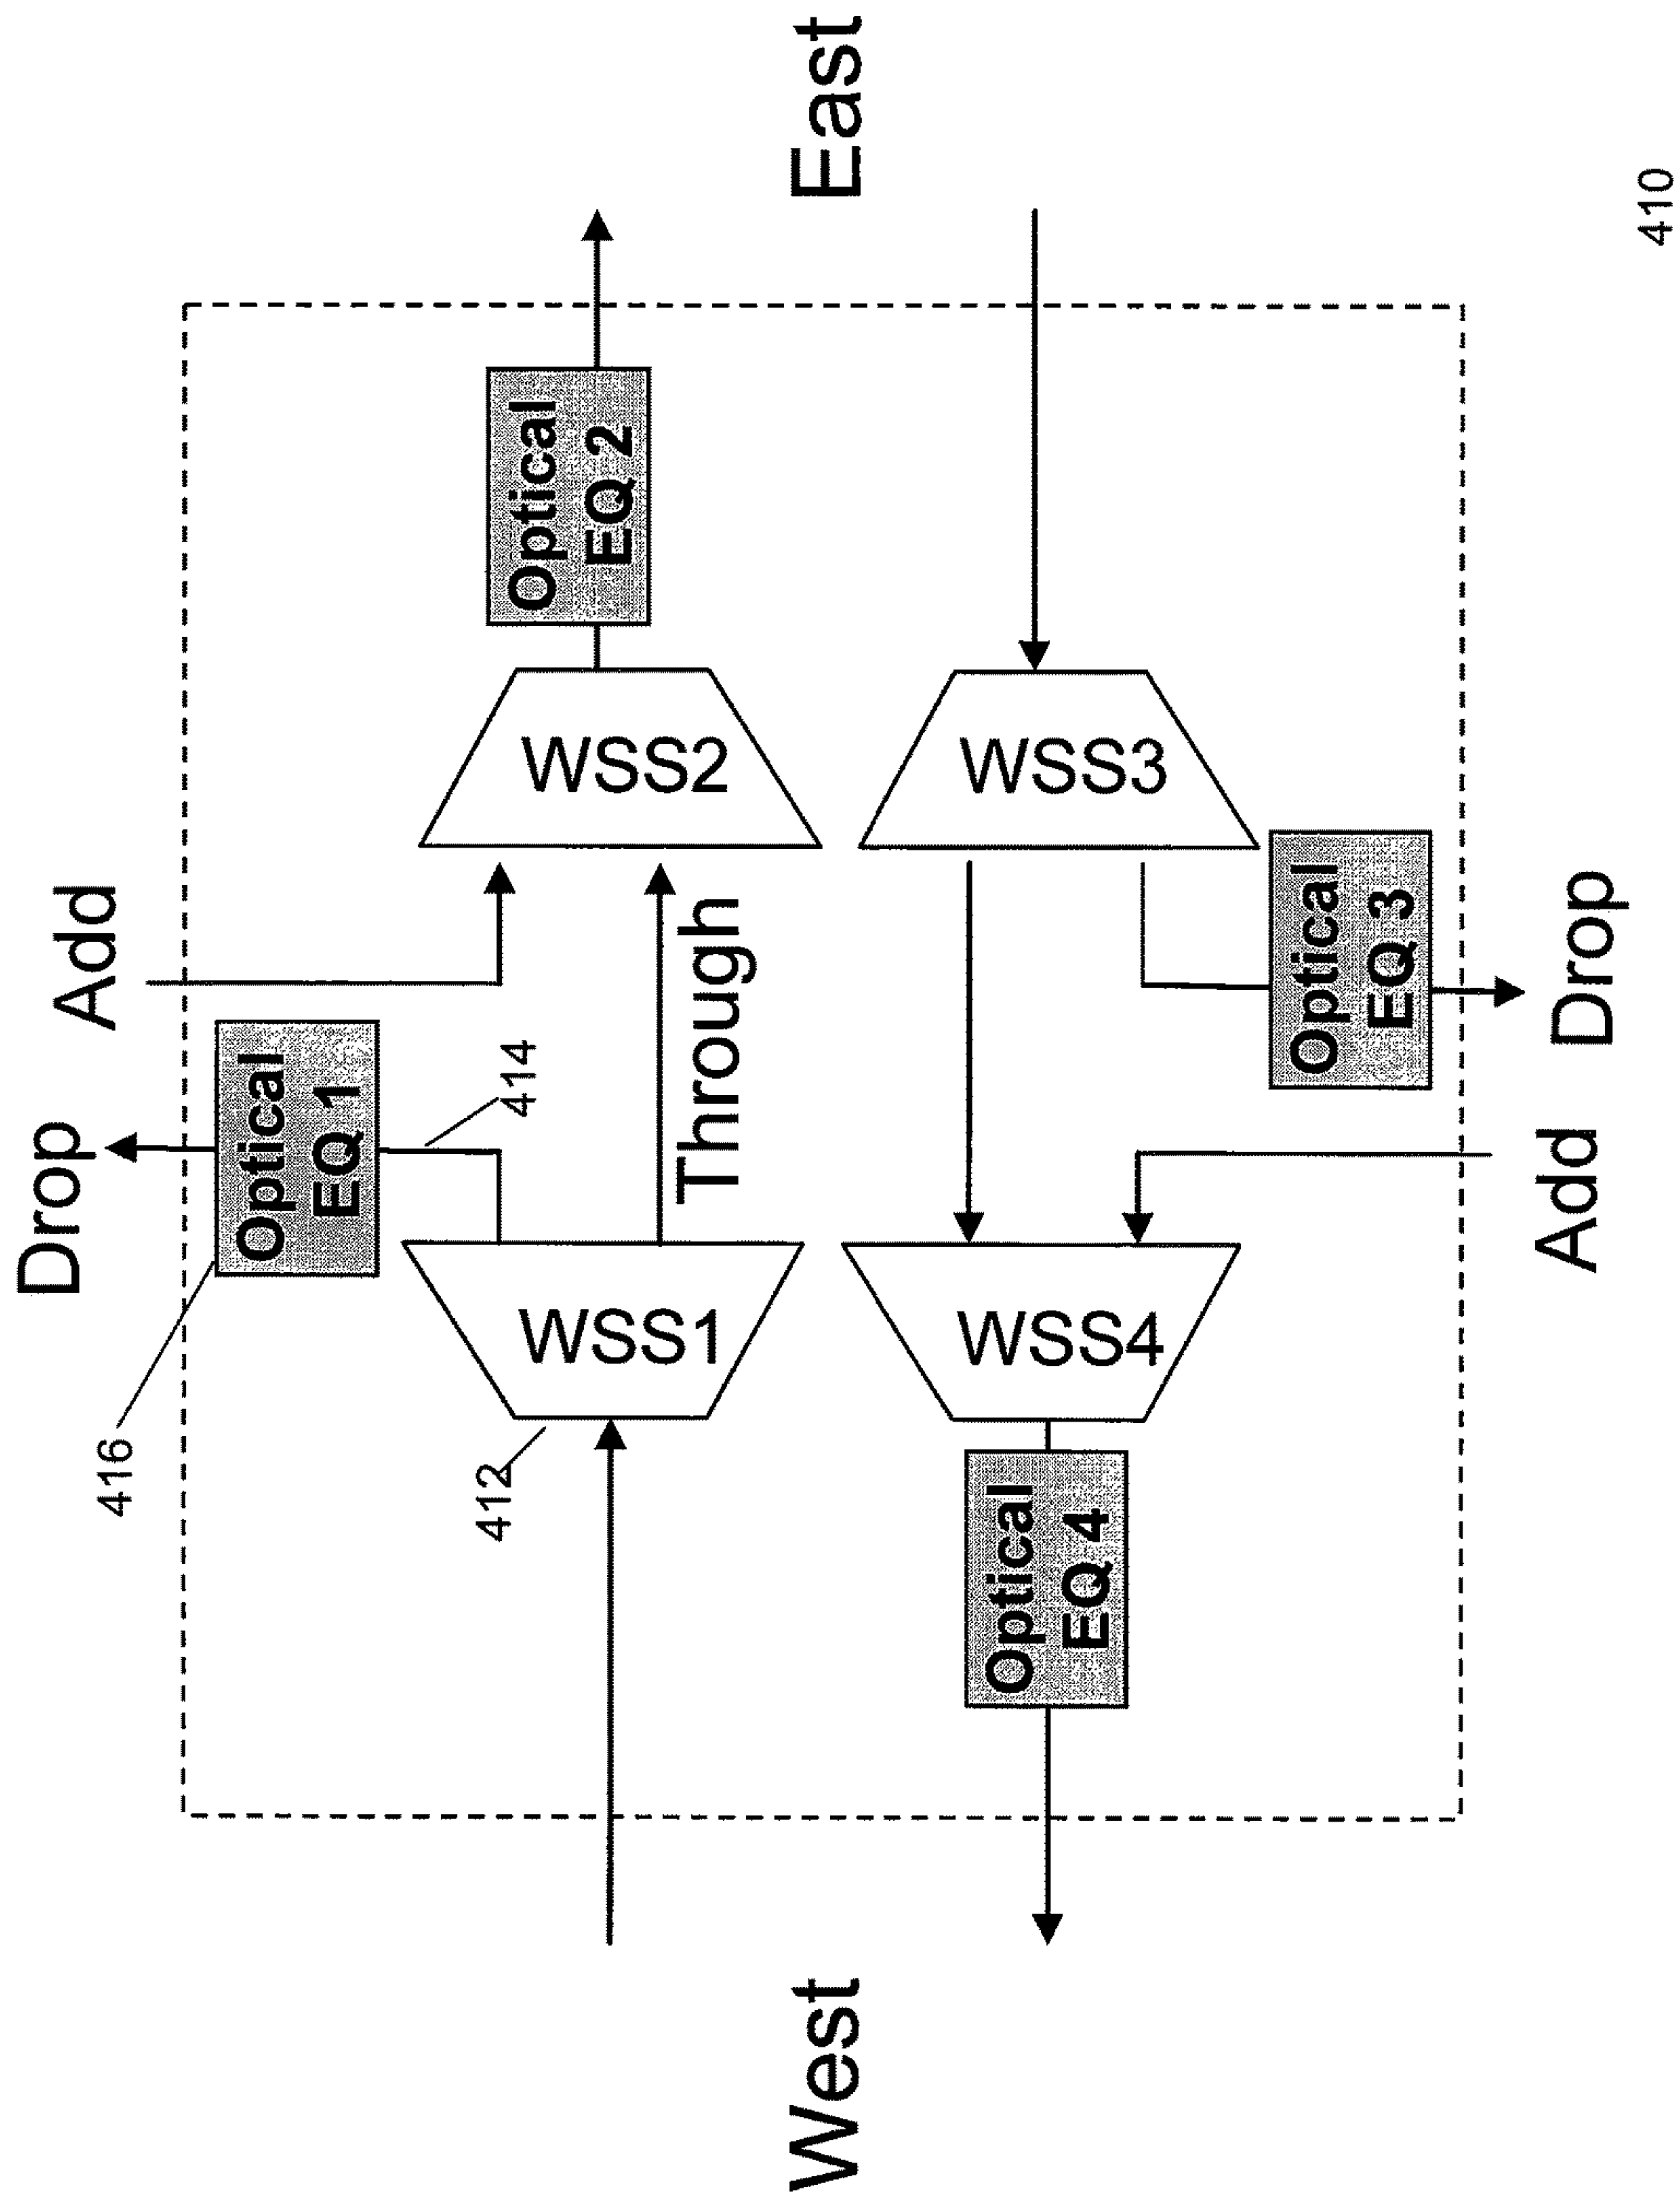 Drop
Add
416
Optical
EQ 1
414
412
WSS1
Through
WSS2
Optical
EQ 2
West
East
Optical
EQ 4
WSS4
WSS3
Optical
EQ 3
Add
Drop
410